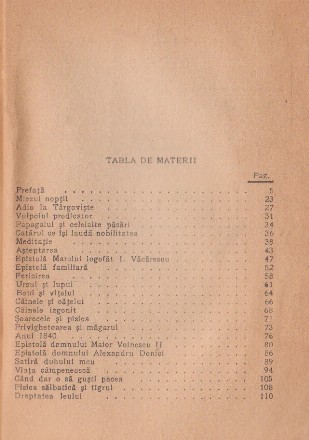 TABLA DE MATERII
Pag.
Prefață . . . . . . . . . . 5
Miezul nopții . . . . . . . . . . 23
Adio la Târgoviște . . . . . . . . . . 27
Vulpoiul predicator . . . . . . . . . . 31
Papagalul și celelalte păsări . . . . . . . . . . 34
Catârul ce își laudă nobilitatea . . . . . . . . . . 36
Meditație . . . . . . . . . . 38
Așteptarea . . . . . . . . . . 43
Epistolă Marelui logofăt I. Văcărescu . . . . . . . . . . 47
Epistolă familiară . . . . . . . . . . 52
Fericirea . . . . . . . . . . 58
Ursul și lupul . . . . . . . . . . 61
Boul și vițelul . . . . . . . . . . 64
Câinele și cățelul . . . . . . . . . . 66
Câinele izgonit . . . . . . . . . . 68
Șoarecele și pisica . . . . . . . . . . 71
Privighetoarea și măgarul . . . . . . . . . . 73
Anul 1840 . . . . . . . . . . 76
Epistolă domnului Maior Voinescu II . . . . . . . . . . 80
Epistolă domnului Alexandru Donici . . . . . . . . . . 86
Satiră duhului meu . . . . . . . . . . 89
Viața câmpenească . . . . . . . . . . 94
Când dar o să guști pacea . . . . . . . . . . 105
Pisica sălbatică și tigrul . . . . . . . . . . 108
Dreptatea leului . . . . . . . . . . 110